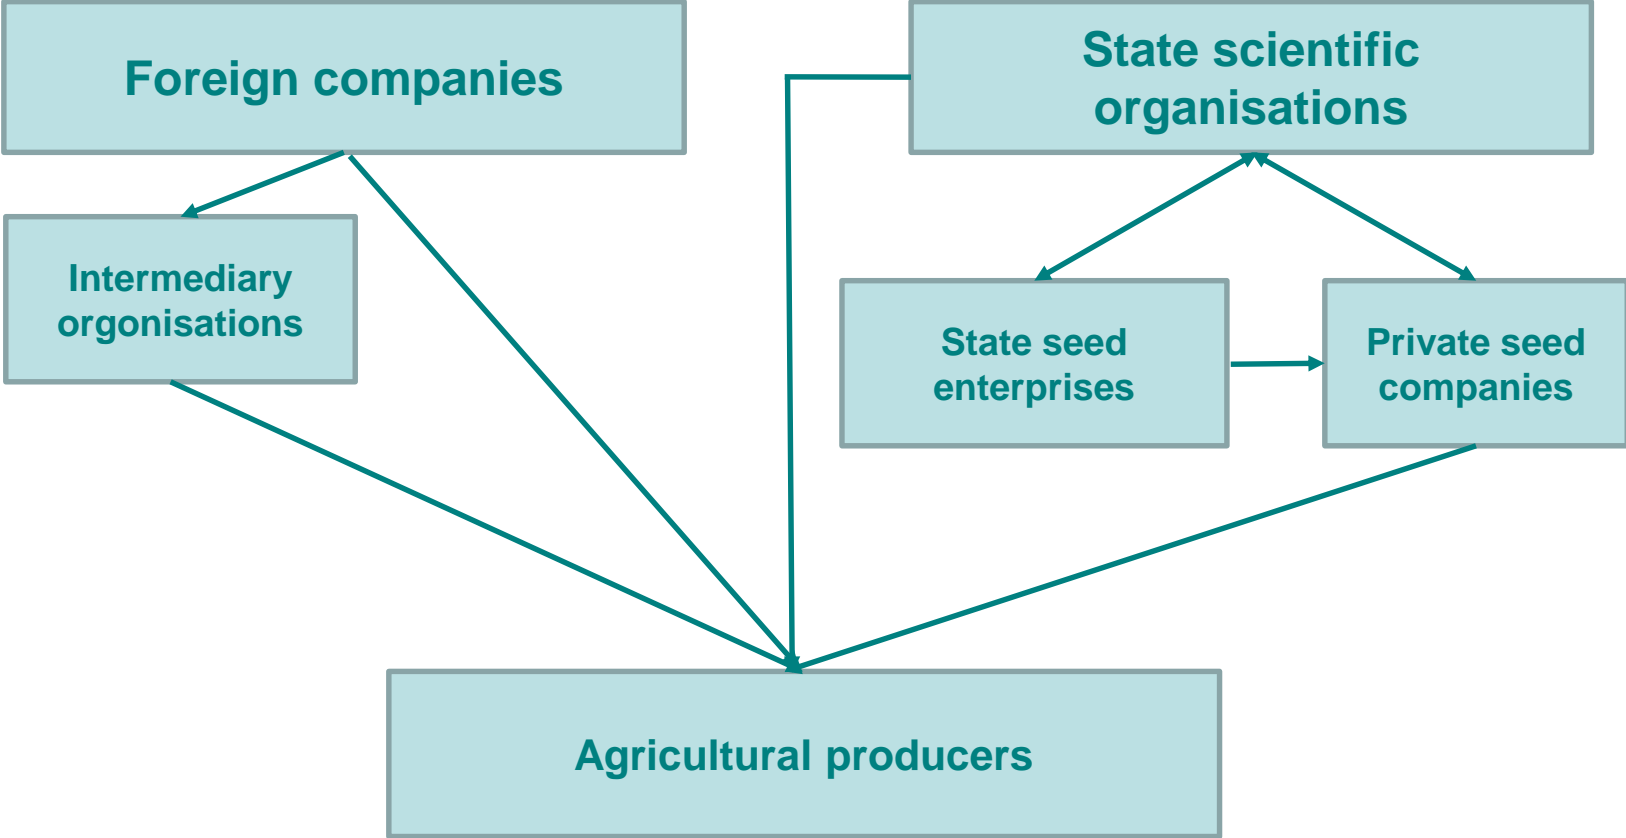 Foreign companies
State scientific
organisations
Intermediary
orgonisations
State seed
enterprises
Private seed
companies
Agricultural producers